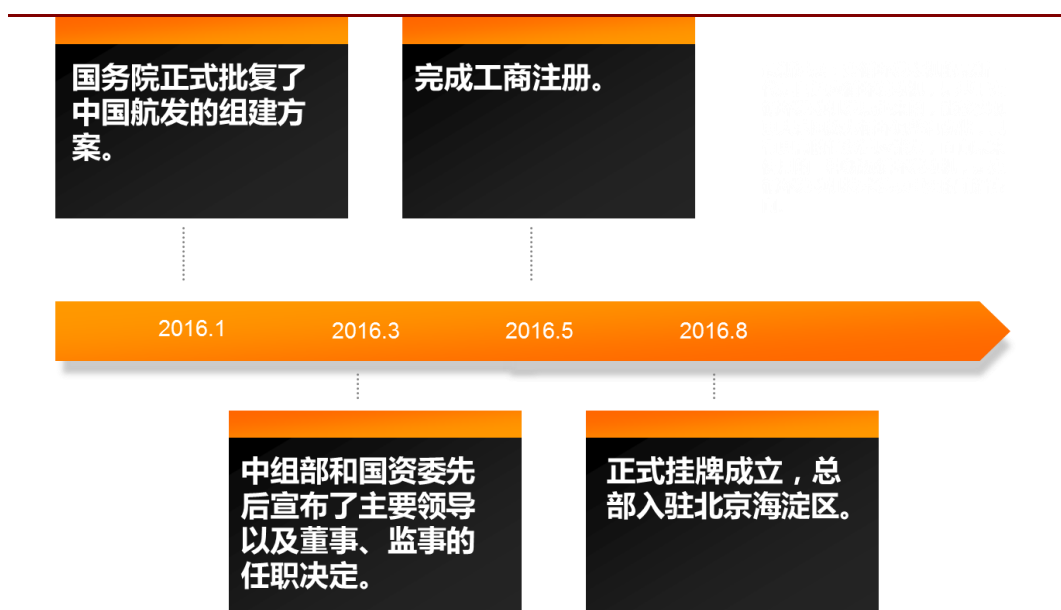 国务院正式批复了
中国航发的组建方
案。
完成工商注册。
2016.1
2016.3
2016.5
2016.8
中组部和国资委先
后宣布了主要领导
以及董事、监事的
任职决定。
正式挂牌成立，总
部入驻北京海淀区。